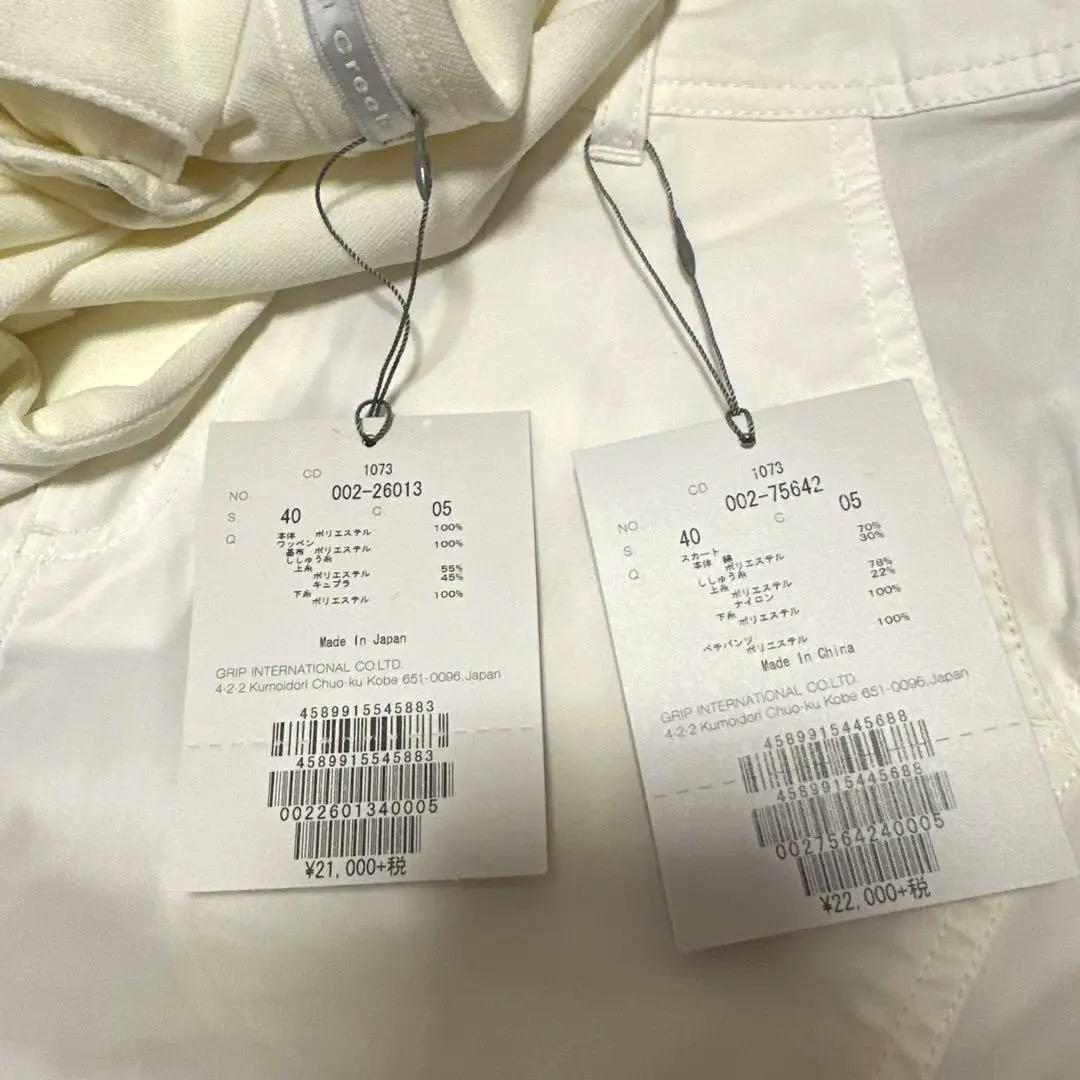 Creek
CD 1073
NO 002-26013
S 40 C 05
Q 本体 ポリエステル 100%
ワッペン
基布 ポリエステル 100%
ししゅう糸
上糸
ポリエステル 55%
キュプラ 45%
下糸
ポリエステル 100%
Made In Japan
GRIP INTERNATIONAL CO.LTD.
4-2-2 Kumoidori Chuo-ku Kobe 651-0096,Japan
4589915545883
4589915545883
0022601340005
¥21,000+税
CD 1073
NO 002-75642
S 40 C 05
Q スカート
本体 綿 70%
ポリエステル 30%
ししゅう糸
上糸 ポリエステル 78%
ナイロン 22%
下糸
ポリエステル 100%
ペチパンツ
ポリエステル 100%
Made In China
GRIP INTERNATIONAL CO.LTD.
4-2-2 Kumoidori Chuo-ku Kobe 651-0096,Japan
4589915445688
4589915445688
0027564240005
¥22,000+税